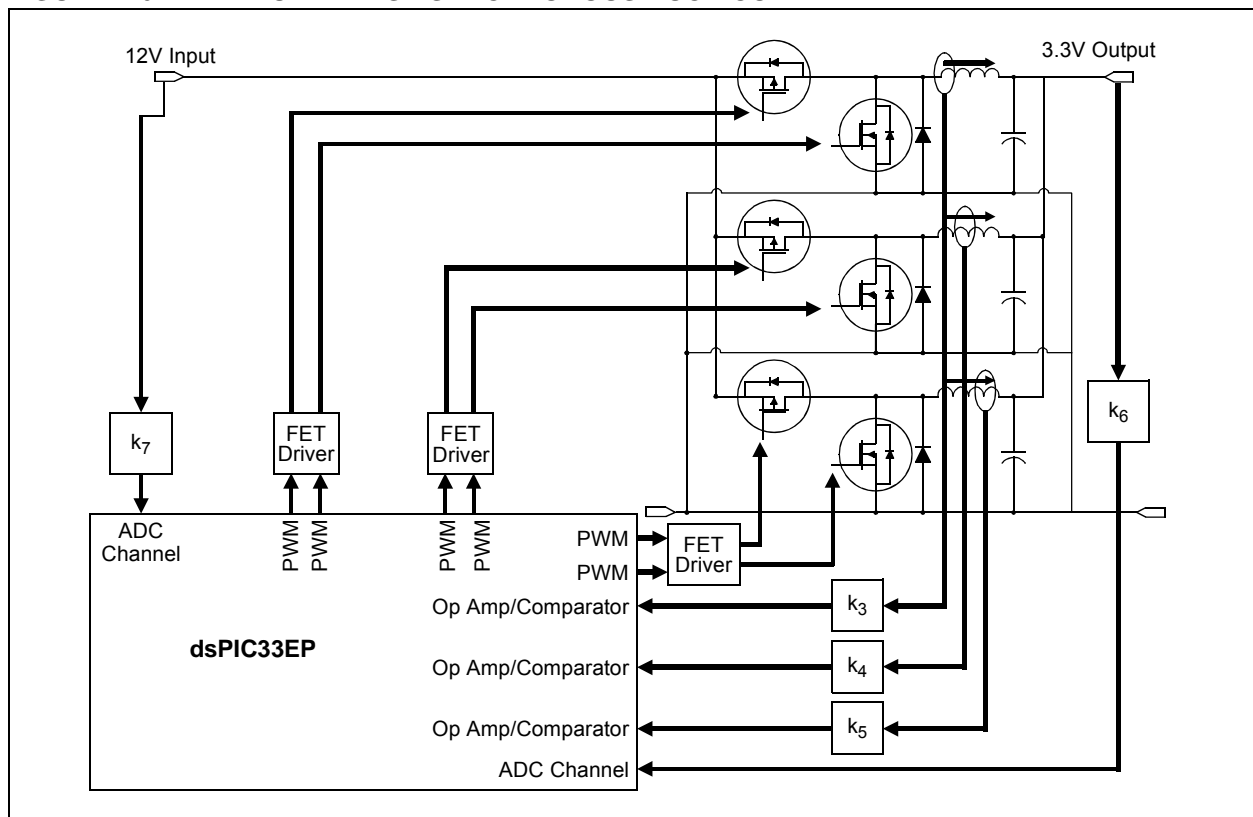 12V Input
3.3V Output
k7
FET
Driver
FET
Driver
k6
ADC
Channel
PWM
PWM
PWM
PWM
PWM
PWM
FET
Driver
Op Amp/Comparator
k3
dsPIC33EP
Op Amp/Comparator
k4
Op Amp/Comparator
k5
ADC Channel